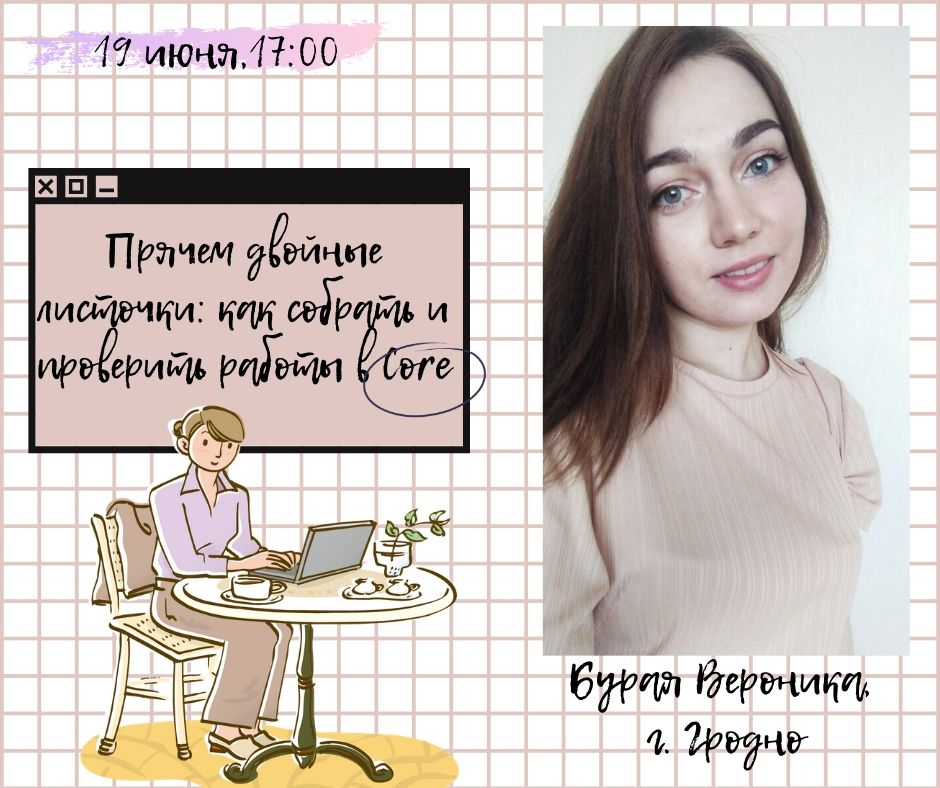 19 июня, 17:00
Прячем двойные
листочки: как собрать и
проверить работы в Core
Бурая Вероника,
г. Гродно